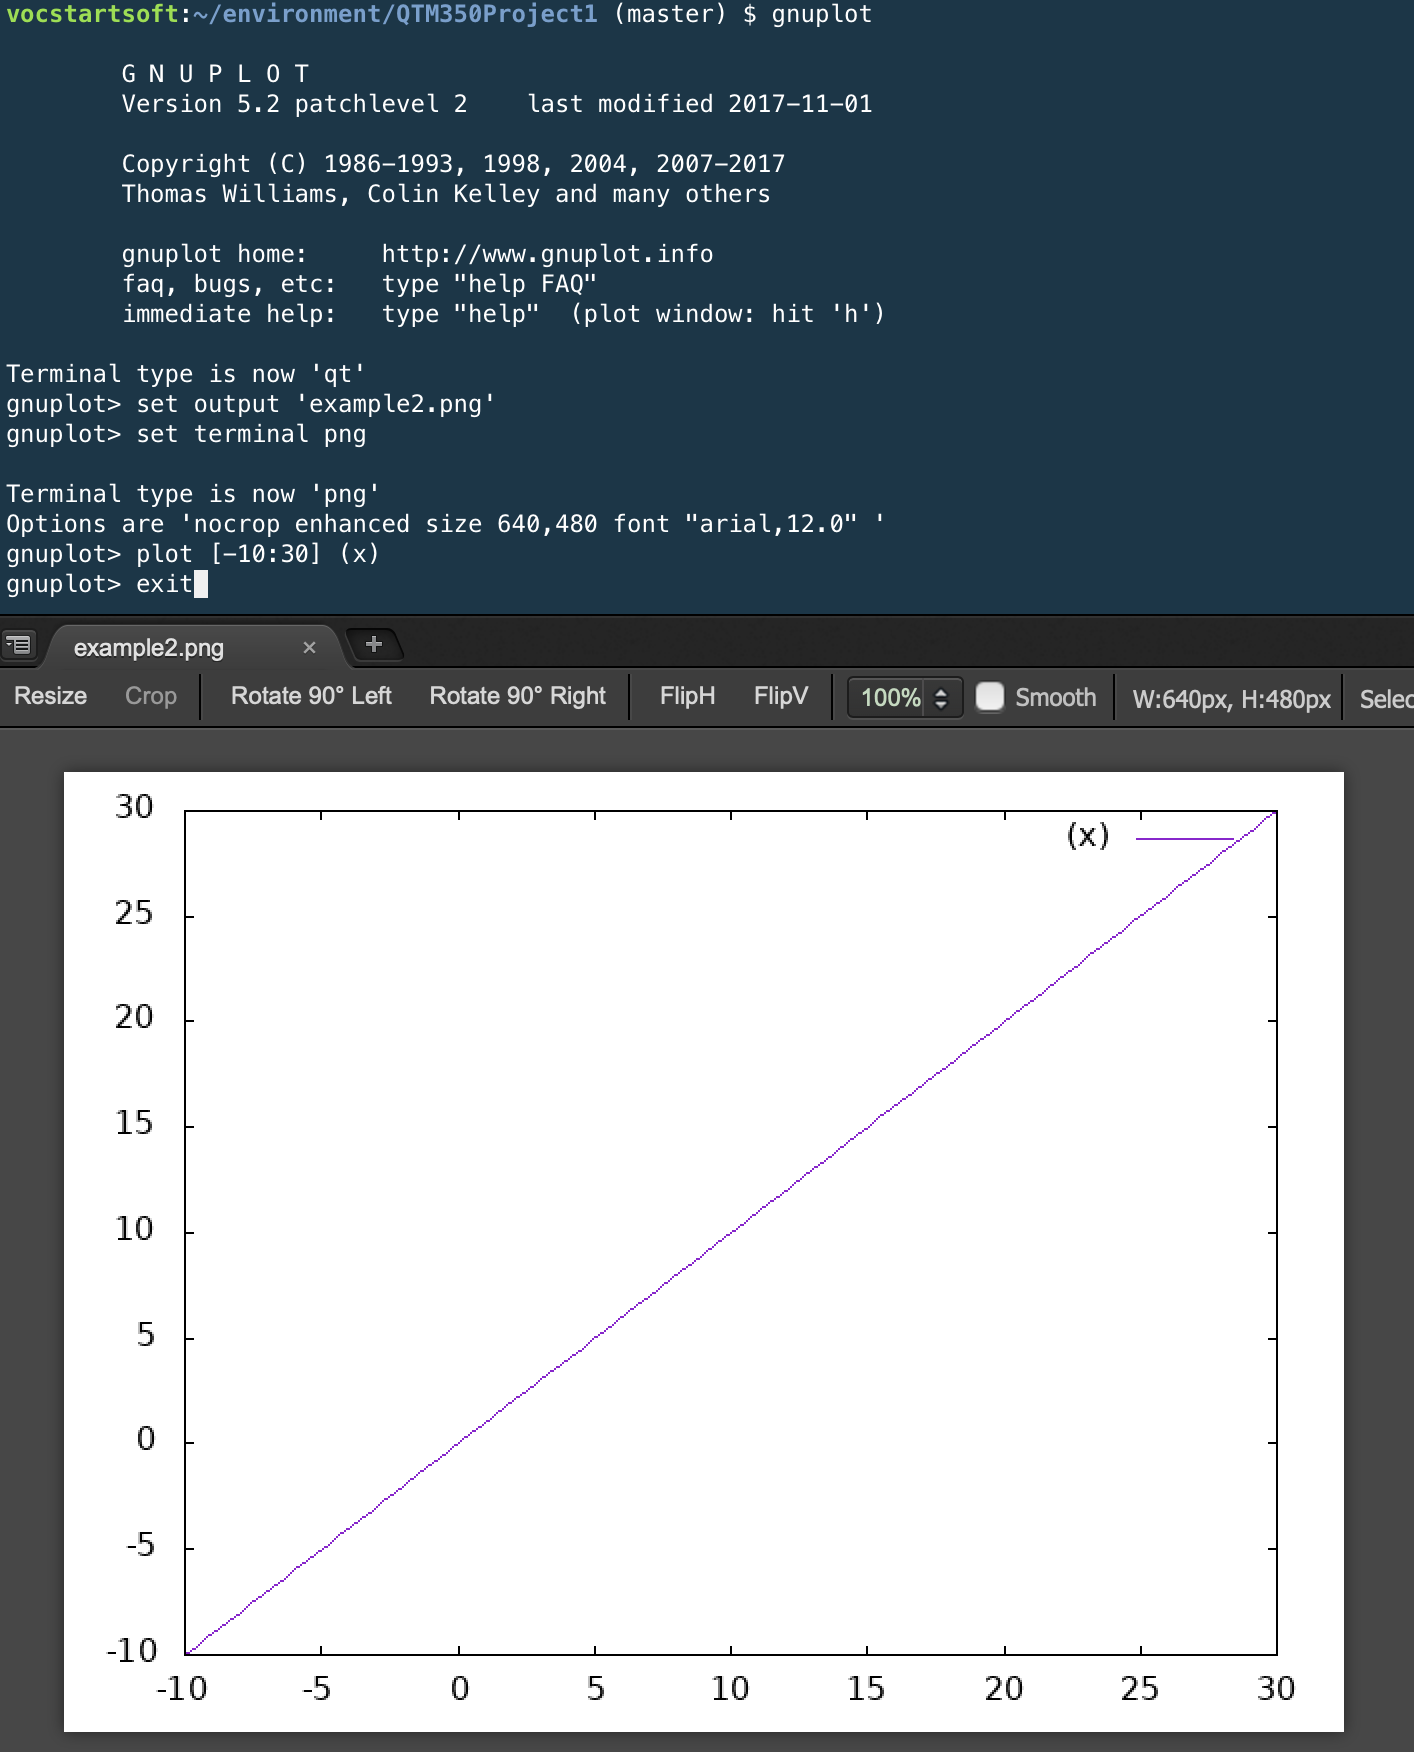 vocstartsoft:~/environment/QTM350Project1 (master) $ gnuplot
G N U P L O T
Version 5.2 patchlevel 2    last modified 2017-11-01
Copyright (C) 1986-1993, 1998, 2004, 2007-2017
Thomas Williams, Colin Kelley and many others
gnuplot home:     http://www.gnuplot.info
faq, bugs, etc:   type "help FAQ"
immediate help:   type "help"  (plot window: hit 'h')
Terminal type is now 'qt'
gnuplot> set output 'example2.png'
gnuplot> set terminal png
Terminal type is now 'png'
Options are 'nocrop enhanced size 640,480 font "arial,12.0" '
gnuplot> plot [-10:30] (x)
gnuplot> exit
example2.png × +
Resize Crop Rotate 90° Left Rotate 90° Right FlipH FlipV 100% Smooth W:640px, H:480px Selec
30
(x)
25
20
15
10
5
0
-5
-10
-10 -5 0 5 10 15 20 25 30